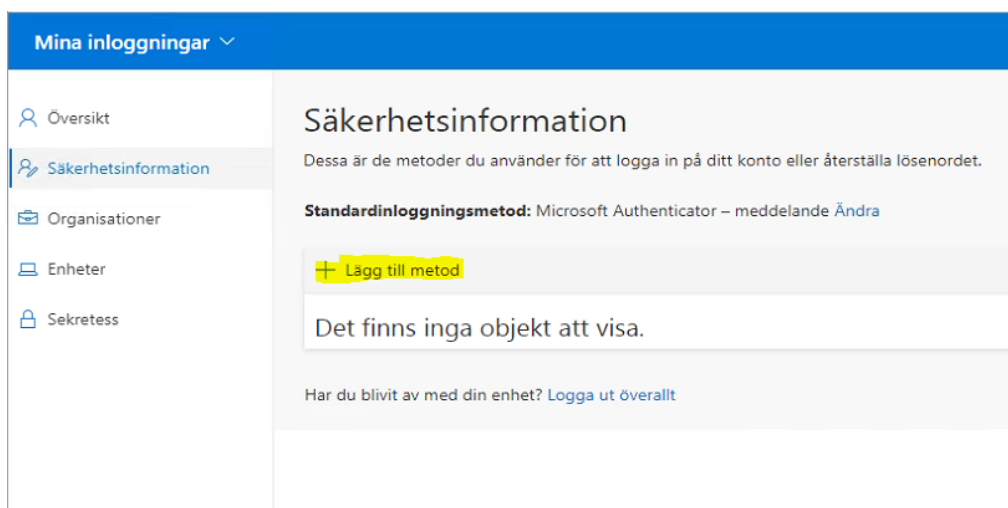 Mina inloggningar
Översikt
Säkerhetsinformation
Organisationer
Enheter
Sekretess
Säkerhetsinformation
Dessa är de metoder du använder för att logga in på ditt konto eller återställa lösenordet.
Standardinloggningsmetod: Microsoft Authenticator – meddelande Ändra
Lägg till metod
Det finns inga objekt att visa.
Har du blivit av med din enhet? Logga ut överallt